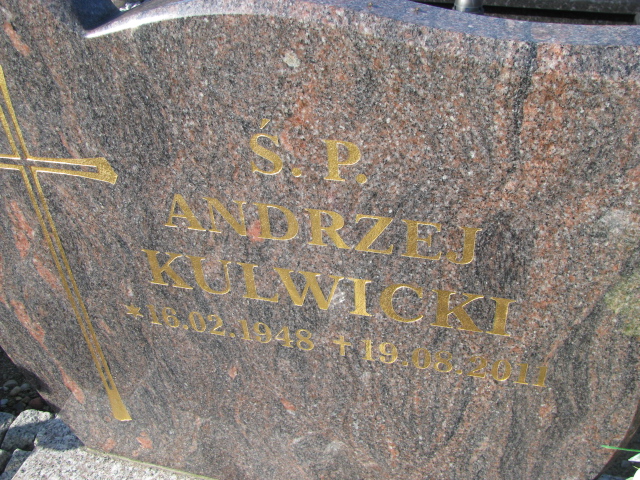 Ś. P.
ANDRZEJ
KULWICKI
*18.02.1948 +19.08.2011